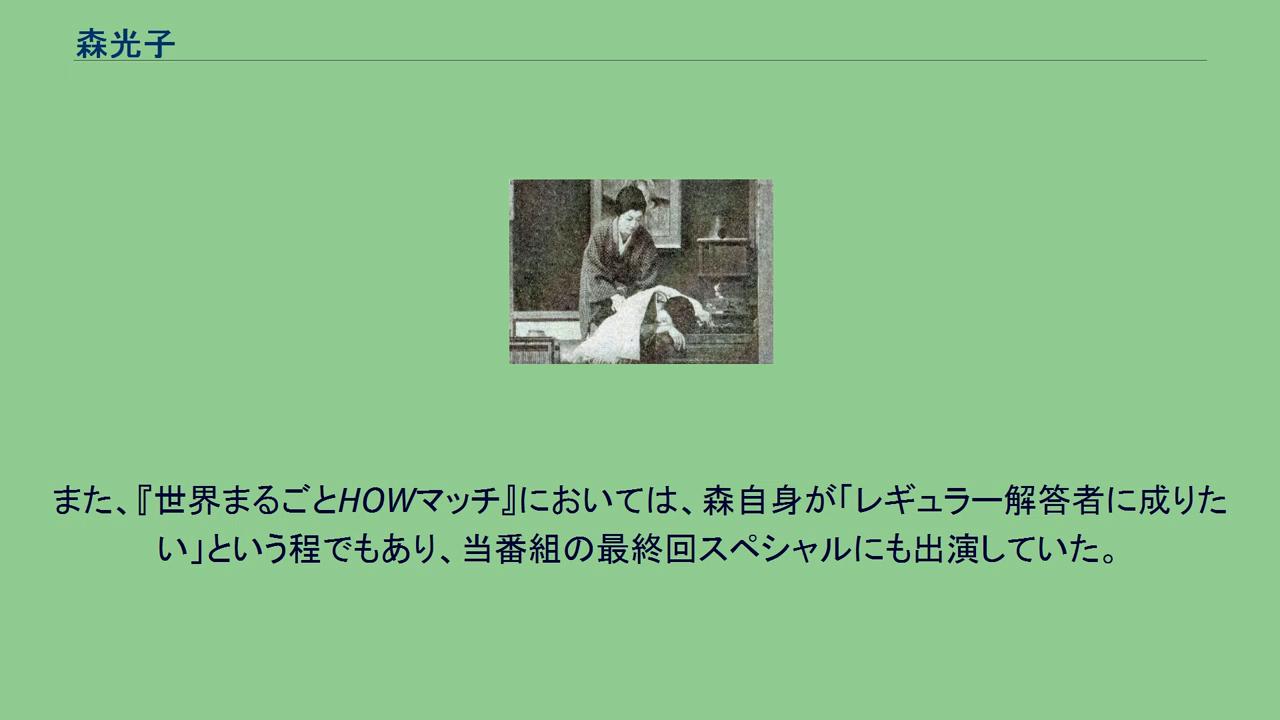 森光子
また、『世界まるごとHOWマッチ』においては、森自身が「レギュラー解答者に成りた
い」という程でもあり、当番組の最終回スペシャルにも出演していた。